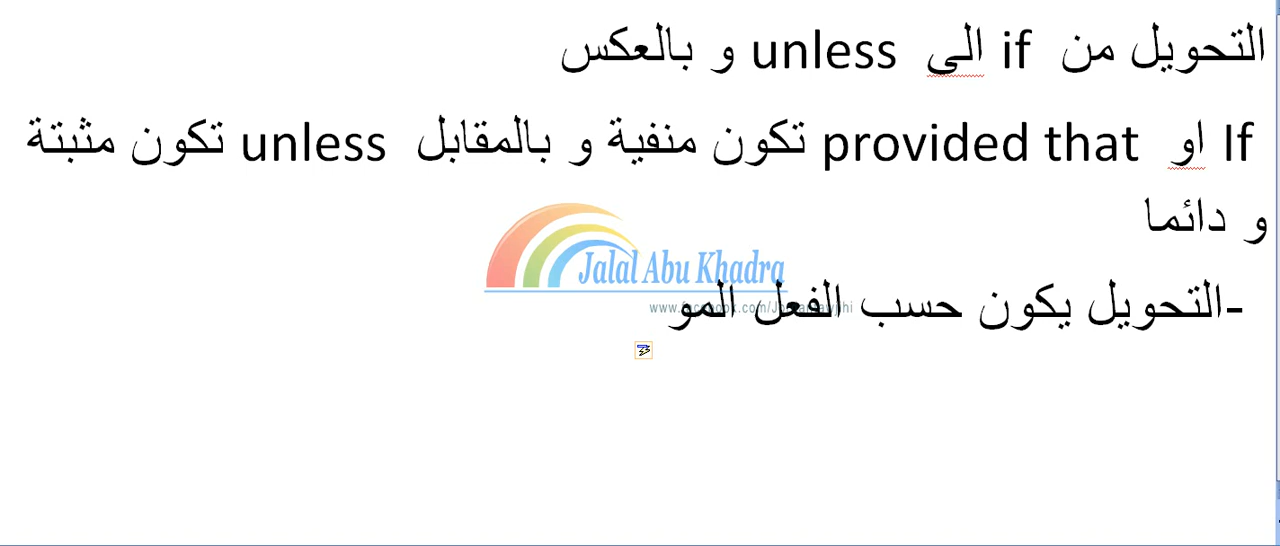 التحويل من if الى unless و بالعكس
If او provided that تكون منفية و بالمقابل unless تكون مثبتة
و دائما
Jalal Abu Khadra
-التحويل يكون حسب الفعل المو